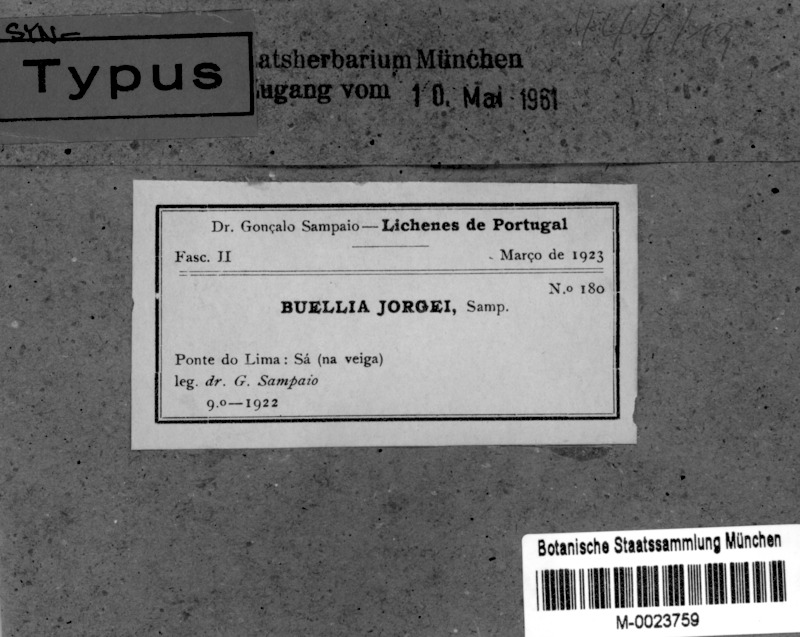 SYN-
Typus
atsherbarium München
ugang vom 10. Mai 1961
Dr. Gonçalo Sampaio — Lichenes de Portugal
Fasc. II Março de 1923
N.o 180
BUELLIA JORGEI, Samp.
Ponte do Lima : Sá (na veiga)
leg. dr. G. Sampaio
9.o—1922
Botanische Staatssammlung München
M-0023759